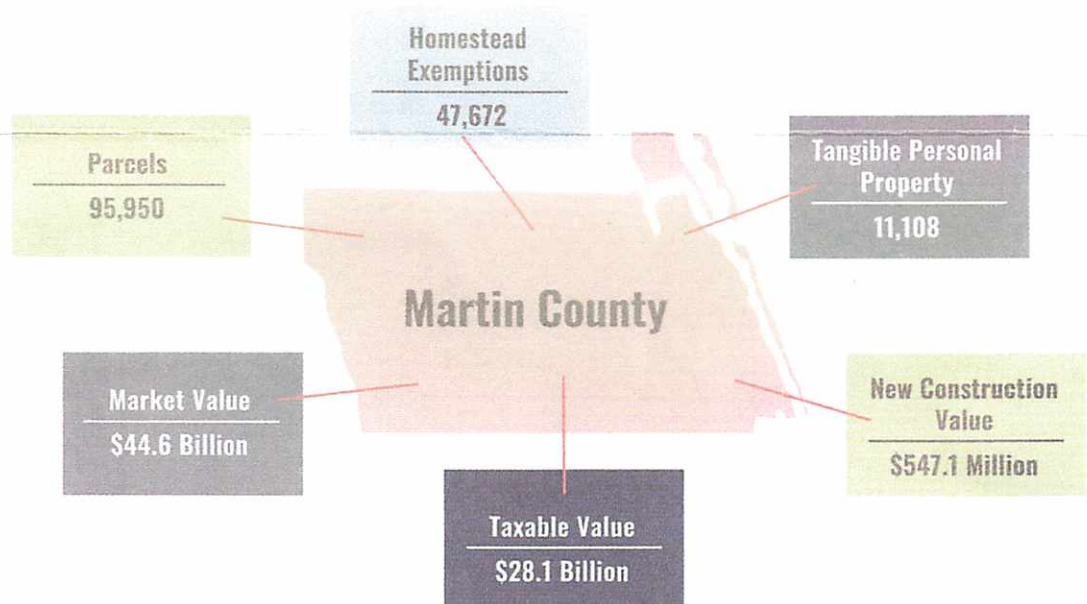 Homestead
Exemptions
47,672
Parcels
95,950
Tangible Personal
Property
11,108
Martin County
Market Value
$44.6 Billion
New Construction
Value
$547.1 Million
Taxable Value
$28.1 Billion